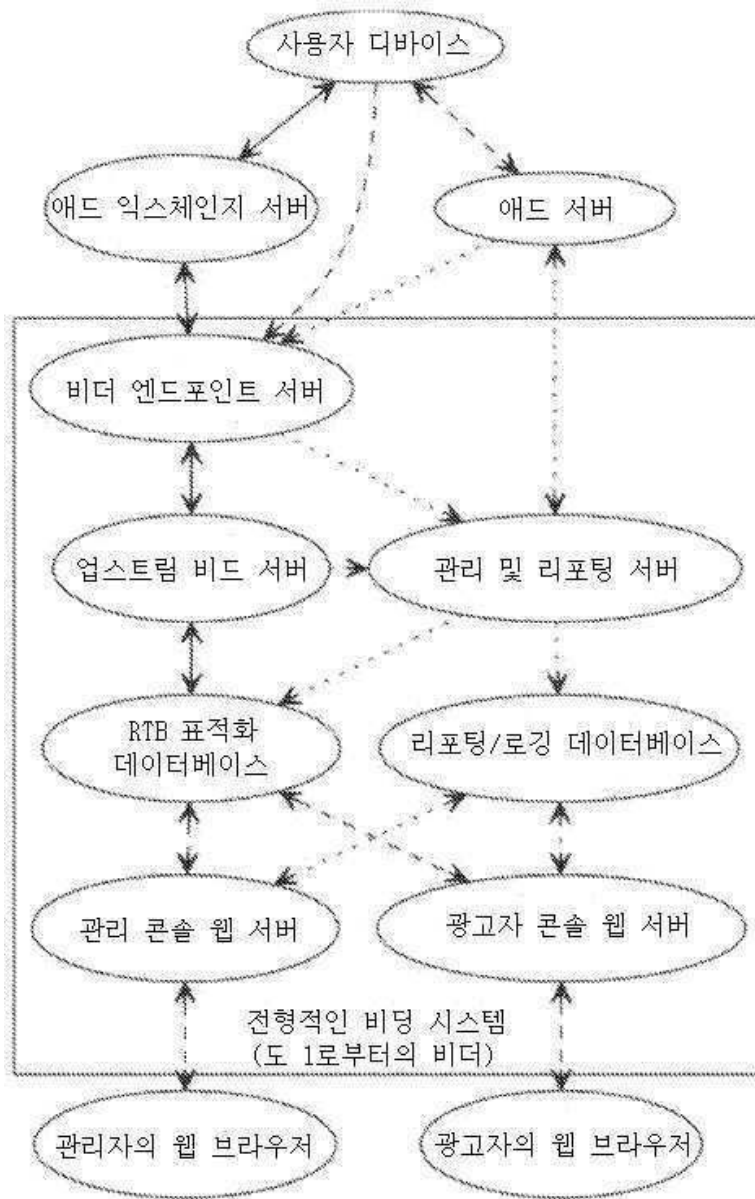 사용자 디바이스
애드 익스체인지 서버
애드 서버
비더 엔드포인트 서버
업스트림 비드 서버
관리 및 리포팅 서버
RTB 표적화
데이터베이스
리포팅/로깅 데이터베이스
관리 콘솔 웹 서버
광고자 콘솔 웹 서버
전형적인 비딩 시스템
(도 1로부터의 비더)
관리자의 웹 브라우저
광고자의 웹 브라우저